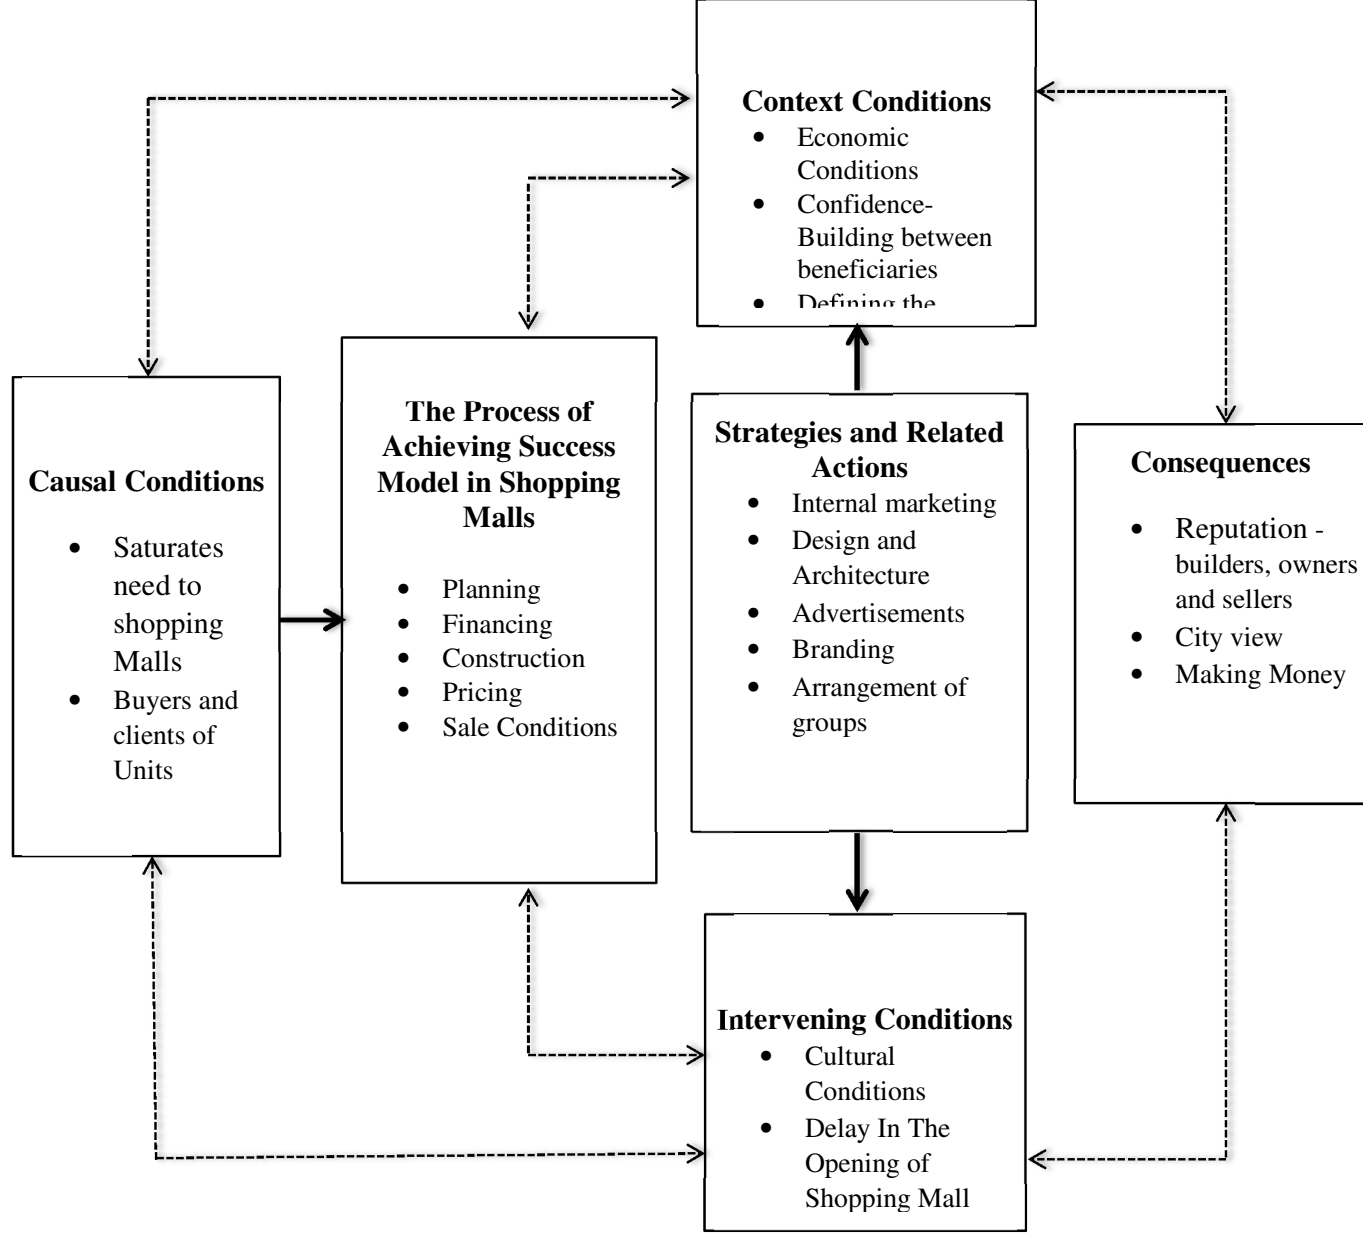 Context Conditions
• Economic
Conditions
• Confidence-
Building between
beneficiaries
• Defining the
Causal Conditions
• Saturates
need to
shopping
Malls
• Buyers and
clients of
Units
The Process of
Achieving Success
Model in Shopping
Malls
• Planning
• Financing
• Construction
• Pricing
• Sale Conditions
Strategies and Related
Actions
• Internal marketing
• Design and
Architecture
• Advertisements
• Branding
• Arrangement of
groups
Consequences
• Reputation -
builders, owners
and sellers
• City view
• Making Money
Intervening Conditions
• Cultural
Conditions
• Delay In The
Opening of
Shopping Mall